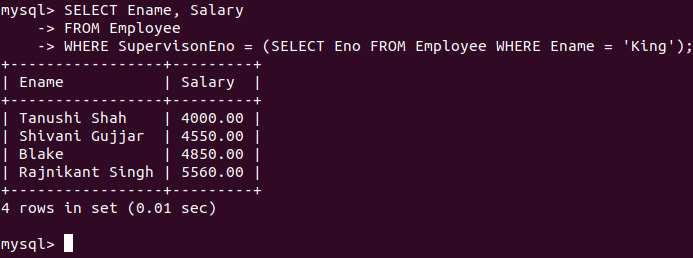 mysql> SELECT Ename, Salary
    -> FROM Employee
    -> WHERE SupervisonEno = (SELECT Eno FROM Employee WHERE Ename = 'King');
+-----------------+---------+
| Ename           | Salary  |
+-----------------+---------+
| Tanushi Shah    | 4000.00 |
| Shivani Gujjar  | 4550.00 |
| Blake           | 4850.00 |
| Rajnikant Singh | 5560.00 |
+-----------------+---------+
4 rows in set (0.01 sec)

mysql>